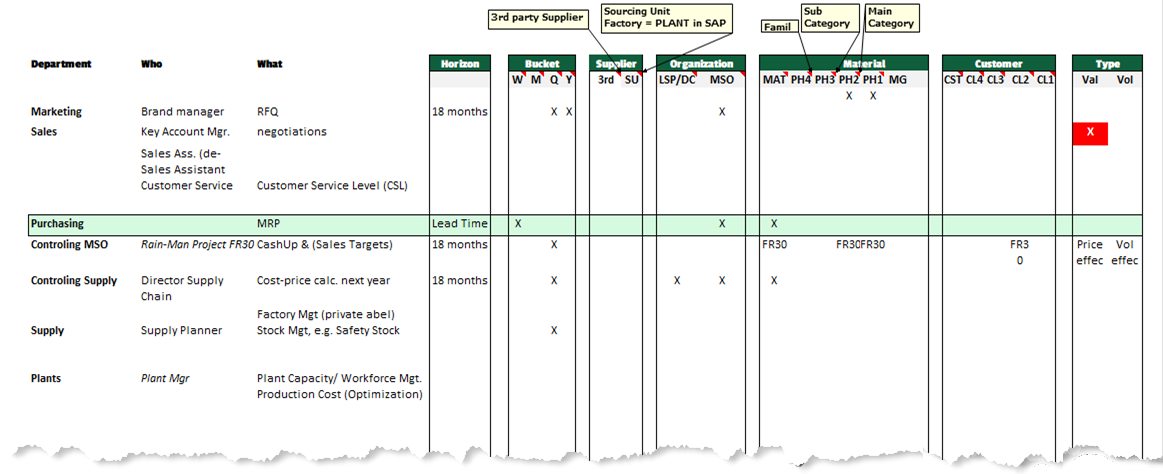 3rd party Supplier
Sourcing Unit
Factory = PLANT in SAP
Famil
Sub
Category
Main
Category
Department Who What Horizon Bucket Supplier Organization Material Customer Type
W M Q Y 3rd SU LSP/DC MSO MAT PH4 PH3 PH2 PH1 MG CST CL4 CL3 CL2 CL1 Val Vol
X X
Marketing Brand manager RFQ 18 months X X X
Sales Key Account Mgr. negotiations X
Sales Ass. (de-
Sales Assistant
Customer Service Customer Service Level (CSL)
Purchasing MRP Lead Time X X X
Controling MSO Rain-Man Project FR30 CashUp & (Sales Targets) 18 months X FR30 FR30 FR30 FR3 Price Vol
0 effec effec
Controling Supply Director Supply Cost-price calc. next year 18 months X X X X
Chain
Factory Mgt (private abel)
Supply Supply Planner Stock Mgt, e.g. Safety Stock X
Plants Plant Mgr Plant Capacity/ Workforce Mgt.
Production Cost (Optimization)